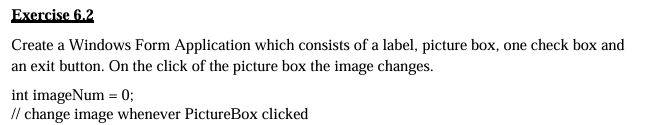 Exercise 6.2
Create a Windows Form Application which consists of a label, picture box, one check box and
an exit button. On the click of the picture box the image changes.
int imageNum = 0;
// change image whenever PictureBox clicked